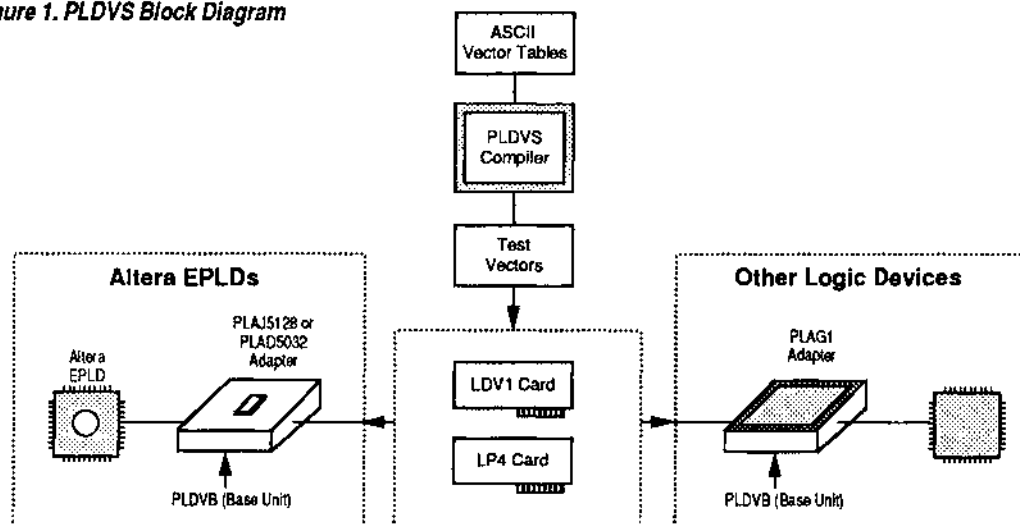 ure 1. PLDVS Block Diagram
ASCII
Vector Tables
PLDVS
Compiler
Test
Vectors
Altera EPLDs
Other Logic Devices
PLAJ5128 or
PLAD5032
Adapter
Altera
EPLD
PLAG1
Adapter
LDV1 Card
LP4 Card
PLDVB (Base Unit)
PLDVB (Base Unit)